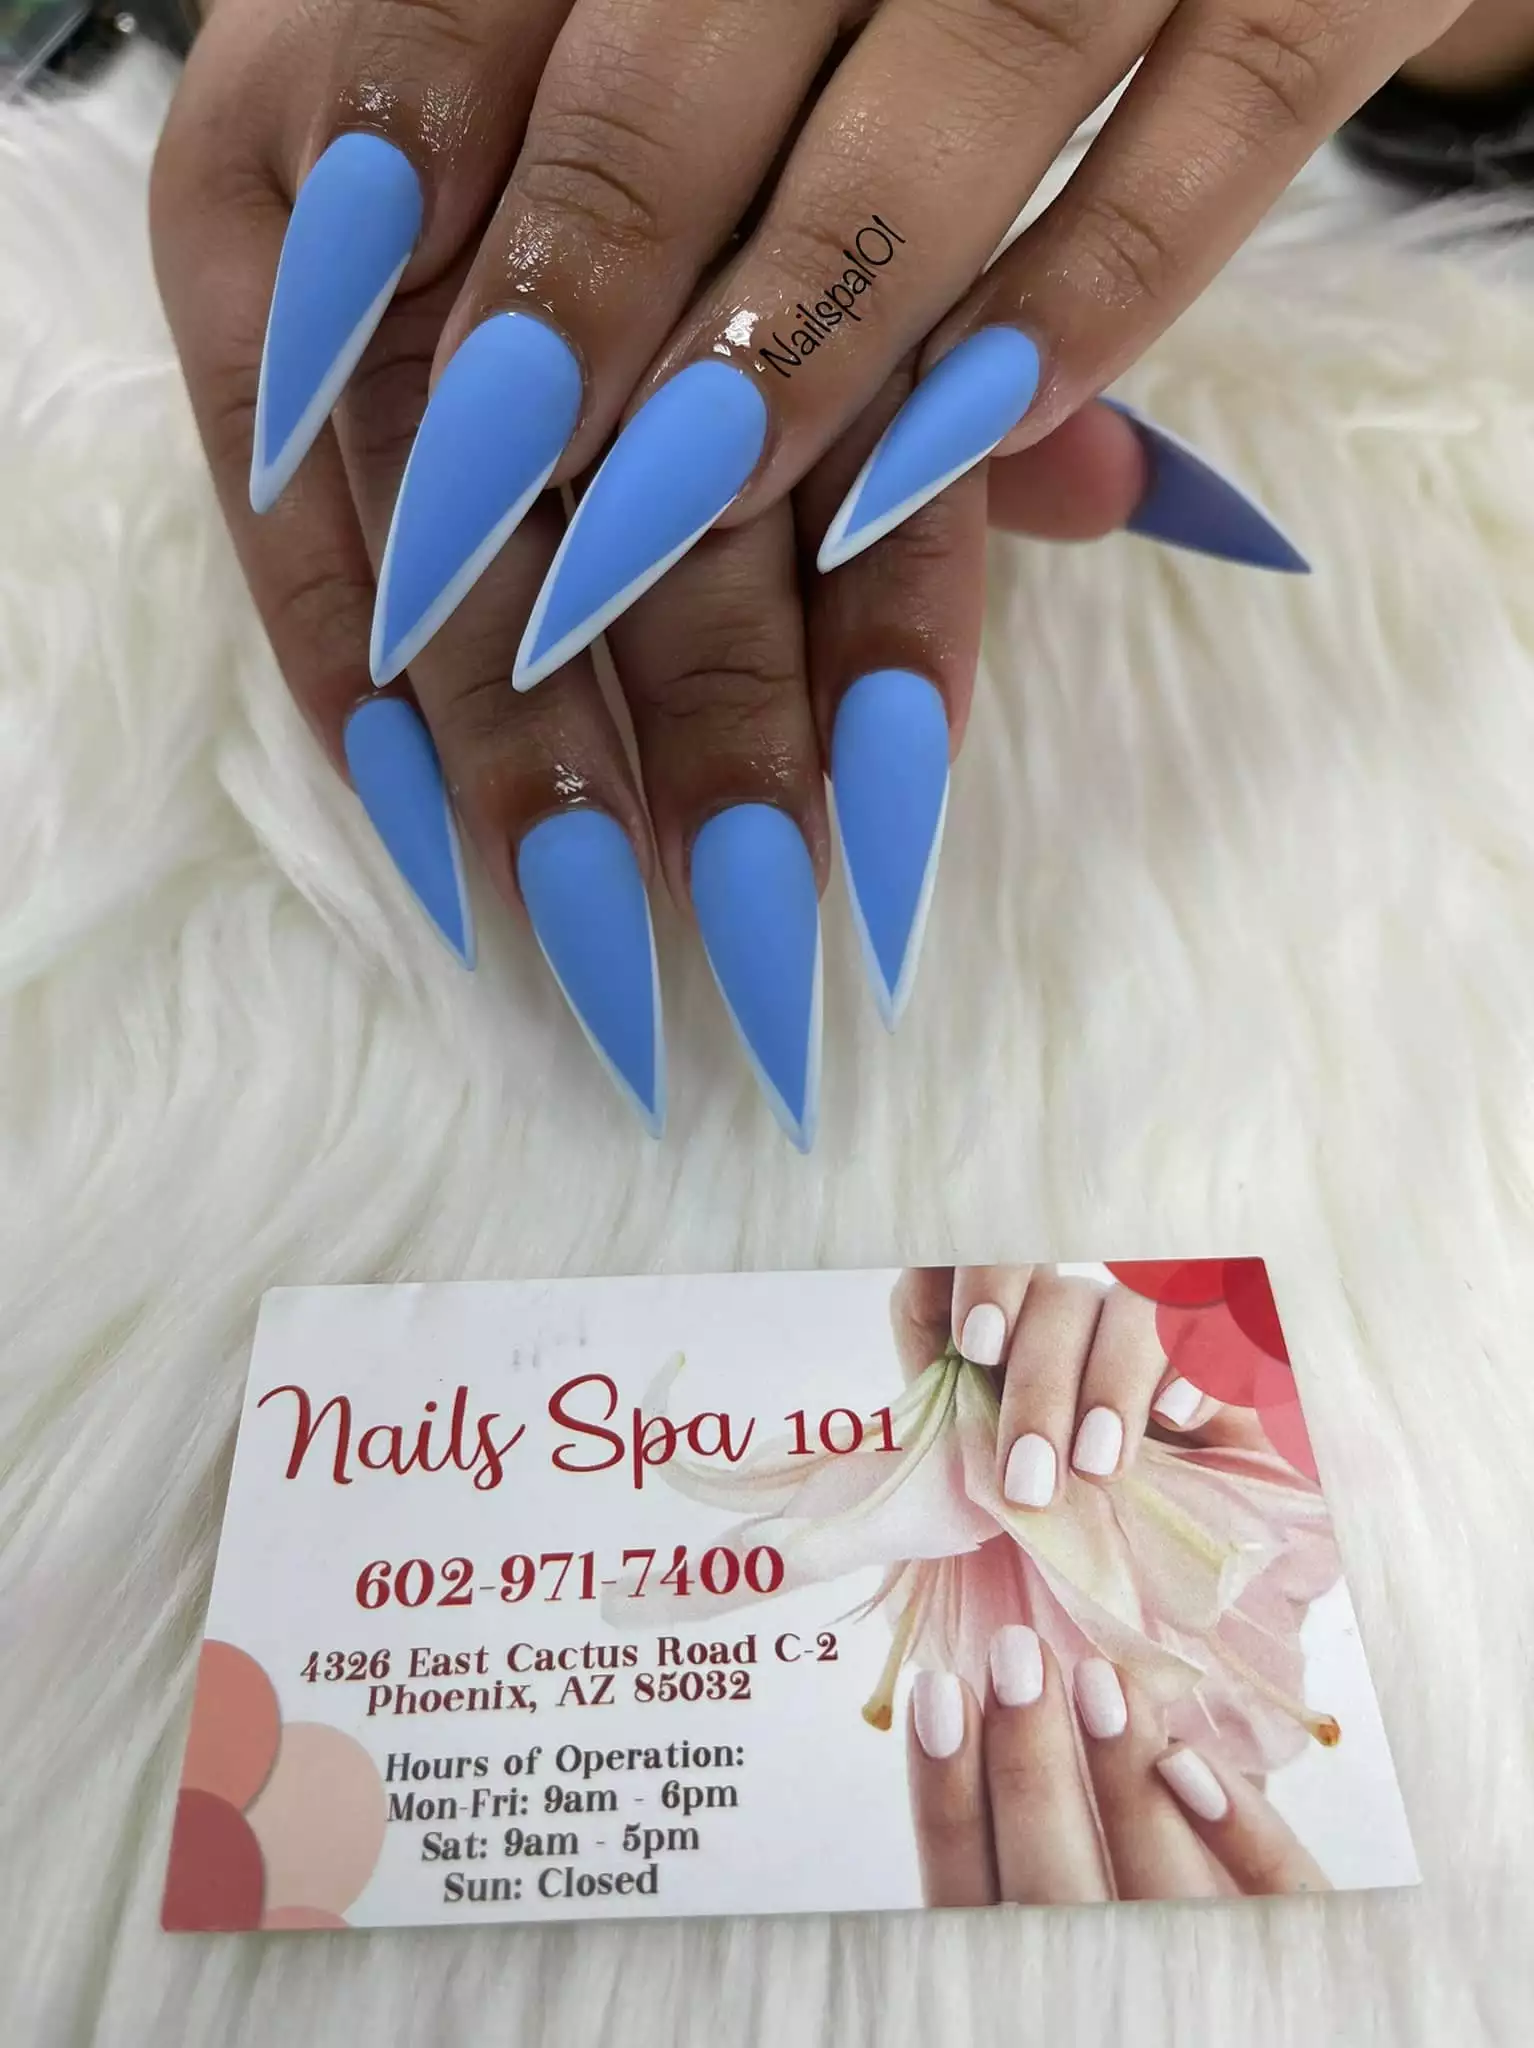 Nailspa101
Nails Spa 101
602-971-7400
4326 East Cactus Road C-2
Phoenix, AZ 85032
Hours of Operation:
Mon-Fri: 9am - 6pm
Sat: 9am - 5pm
Sun: Closed